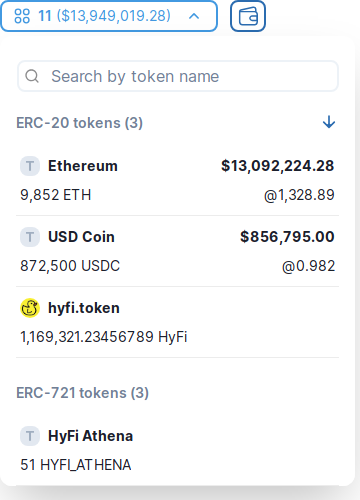 11 ($13,949,019.28)
Search by token name
ERC-20 tokens (3)
T Ethereum $13,092,224.28
9,852 ETH @1,328.89
T USD Coin $856,795.00
872,500 USDC @0.982
hyfi.token
1,169,321.23456789 HyFi
ERC-721 tokens (3)
T HyFi Athena
51 HYFI_ATHENA